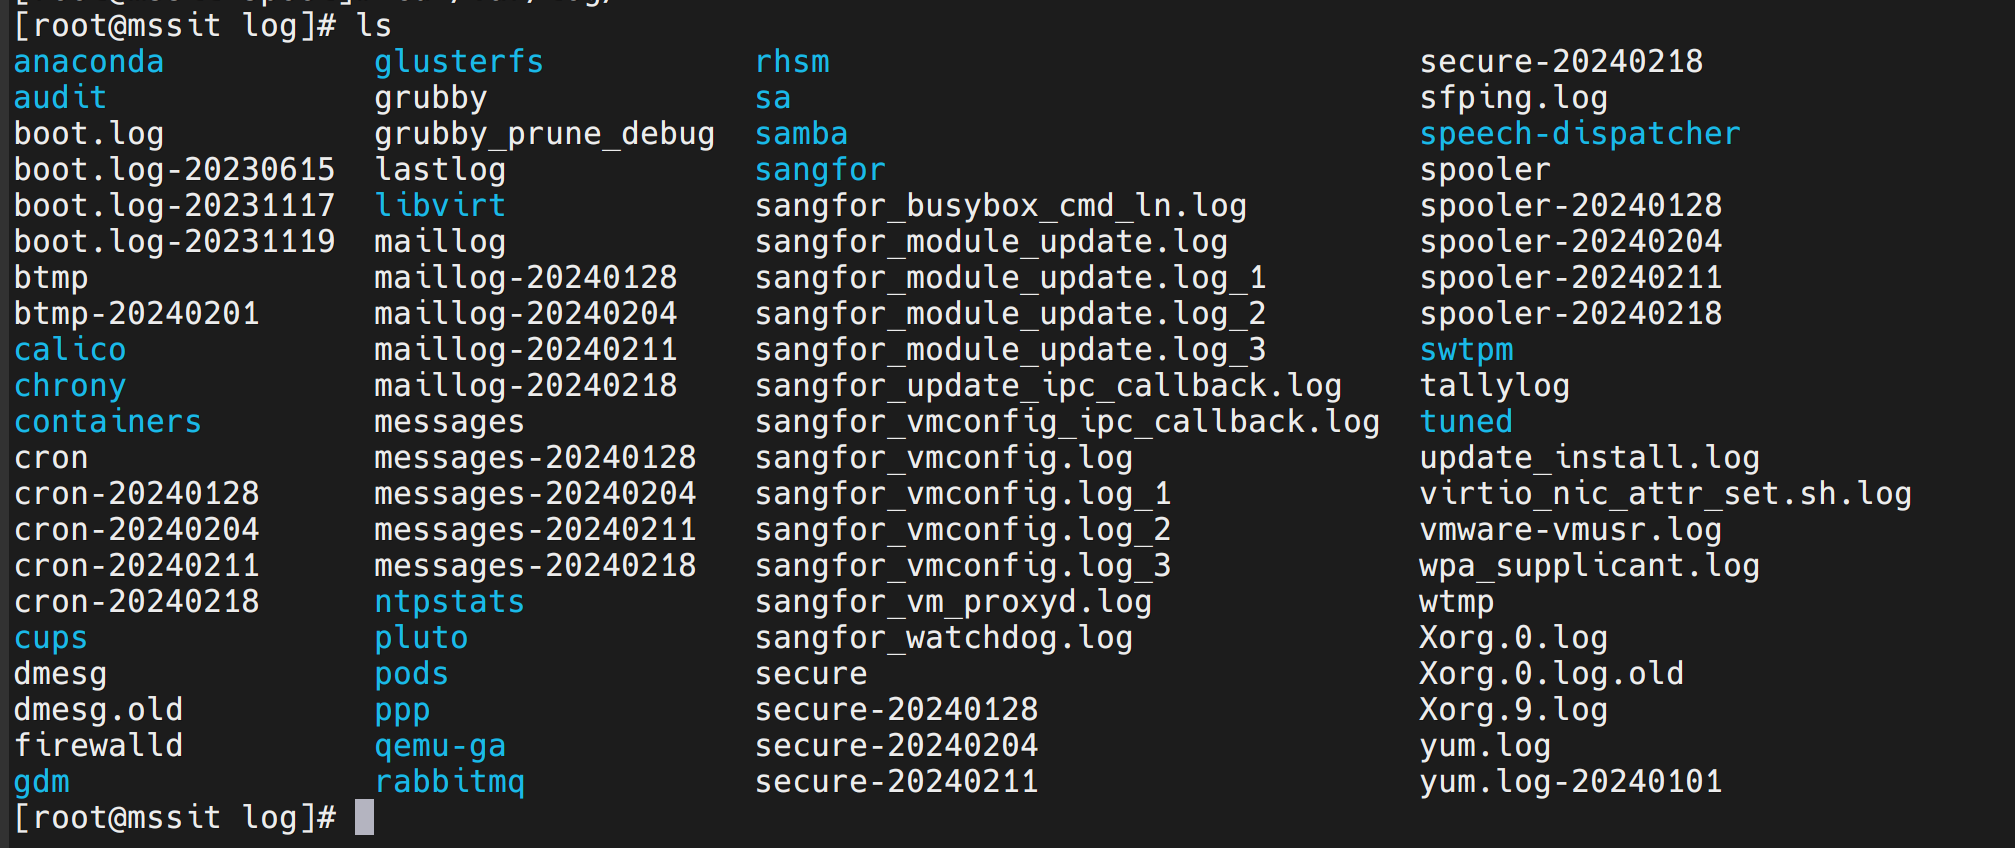 [root@mssit log]# ls
anaconda glusterfs rhsm secure-20240218
audit grubby sa sfping.log
boot.log grubby_prune_debug samba speech-dispatcher
boot.log-20230615 lastlog sangfor spooler
boot.log-20231117 libvirt sangfor_busybox_cmd_ln.log spooler-20240128
boot.log-20231119 maillog sangfor_module_update.log spooler-20240204
btmp maillog-20240128 sangfor_module_update.log_1 spooler-20240211
btmp-20240201 maillog-20240204 sangfor_module_update.log_2 spooler-20240218
calico maillog-20240211 sangfor_module_update.log_3 swtpm
chrony maillog-20240218 sangfor_update_ipc_callback.log tallylog
containers messages sangfor_vmconfig_ipc_callback.log tuned
cron messages-20240128 sangfor_vmconfig.log update_install.log
cron-20240128 messages-20240204 sangfor_vmconfig.log_1 virtio_nic_attr_set.sh.log
cron-20240204 messages-20240211 sangfor_vmconfig.log_2 vmware-vmusr.log
cron-20240211 messages-20240218 sangfor_vmconfig.log_3 wpa_supplicant.log
cron-20240218 ntpstats sangfor_vm_proxyd.log wtmp
cups pluto sangfor_watchdog.log Xorg.0.log
dmesg pods secure Xorg.0.log.old
dmesg.old ppp secure-20240128 Xorg.9.log
firewalld qemu-ga secure-20240204 yum.log
gdm rabbitmq secure-20240211 yum.log-20240101
[root@mssit log]#